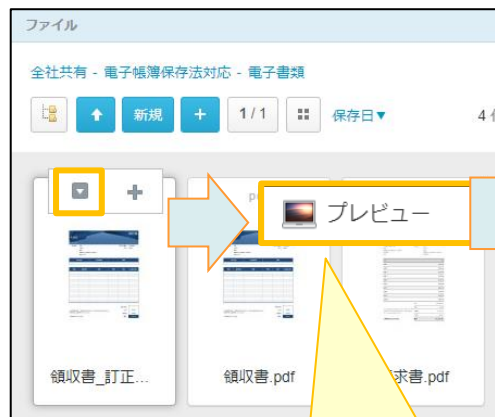 ファイル
全社共有 - 電子帳簿保存法対応 - 電子書類
新規 + 1/1 保存日▼ 4
プレビュー
領収書_訂正... 領収書.pdf 求書.pdf